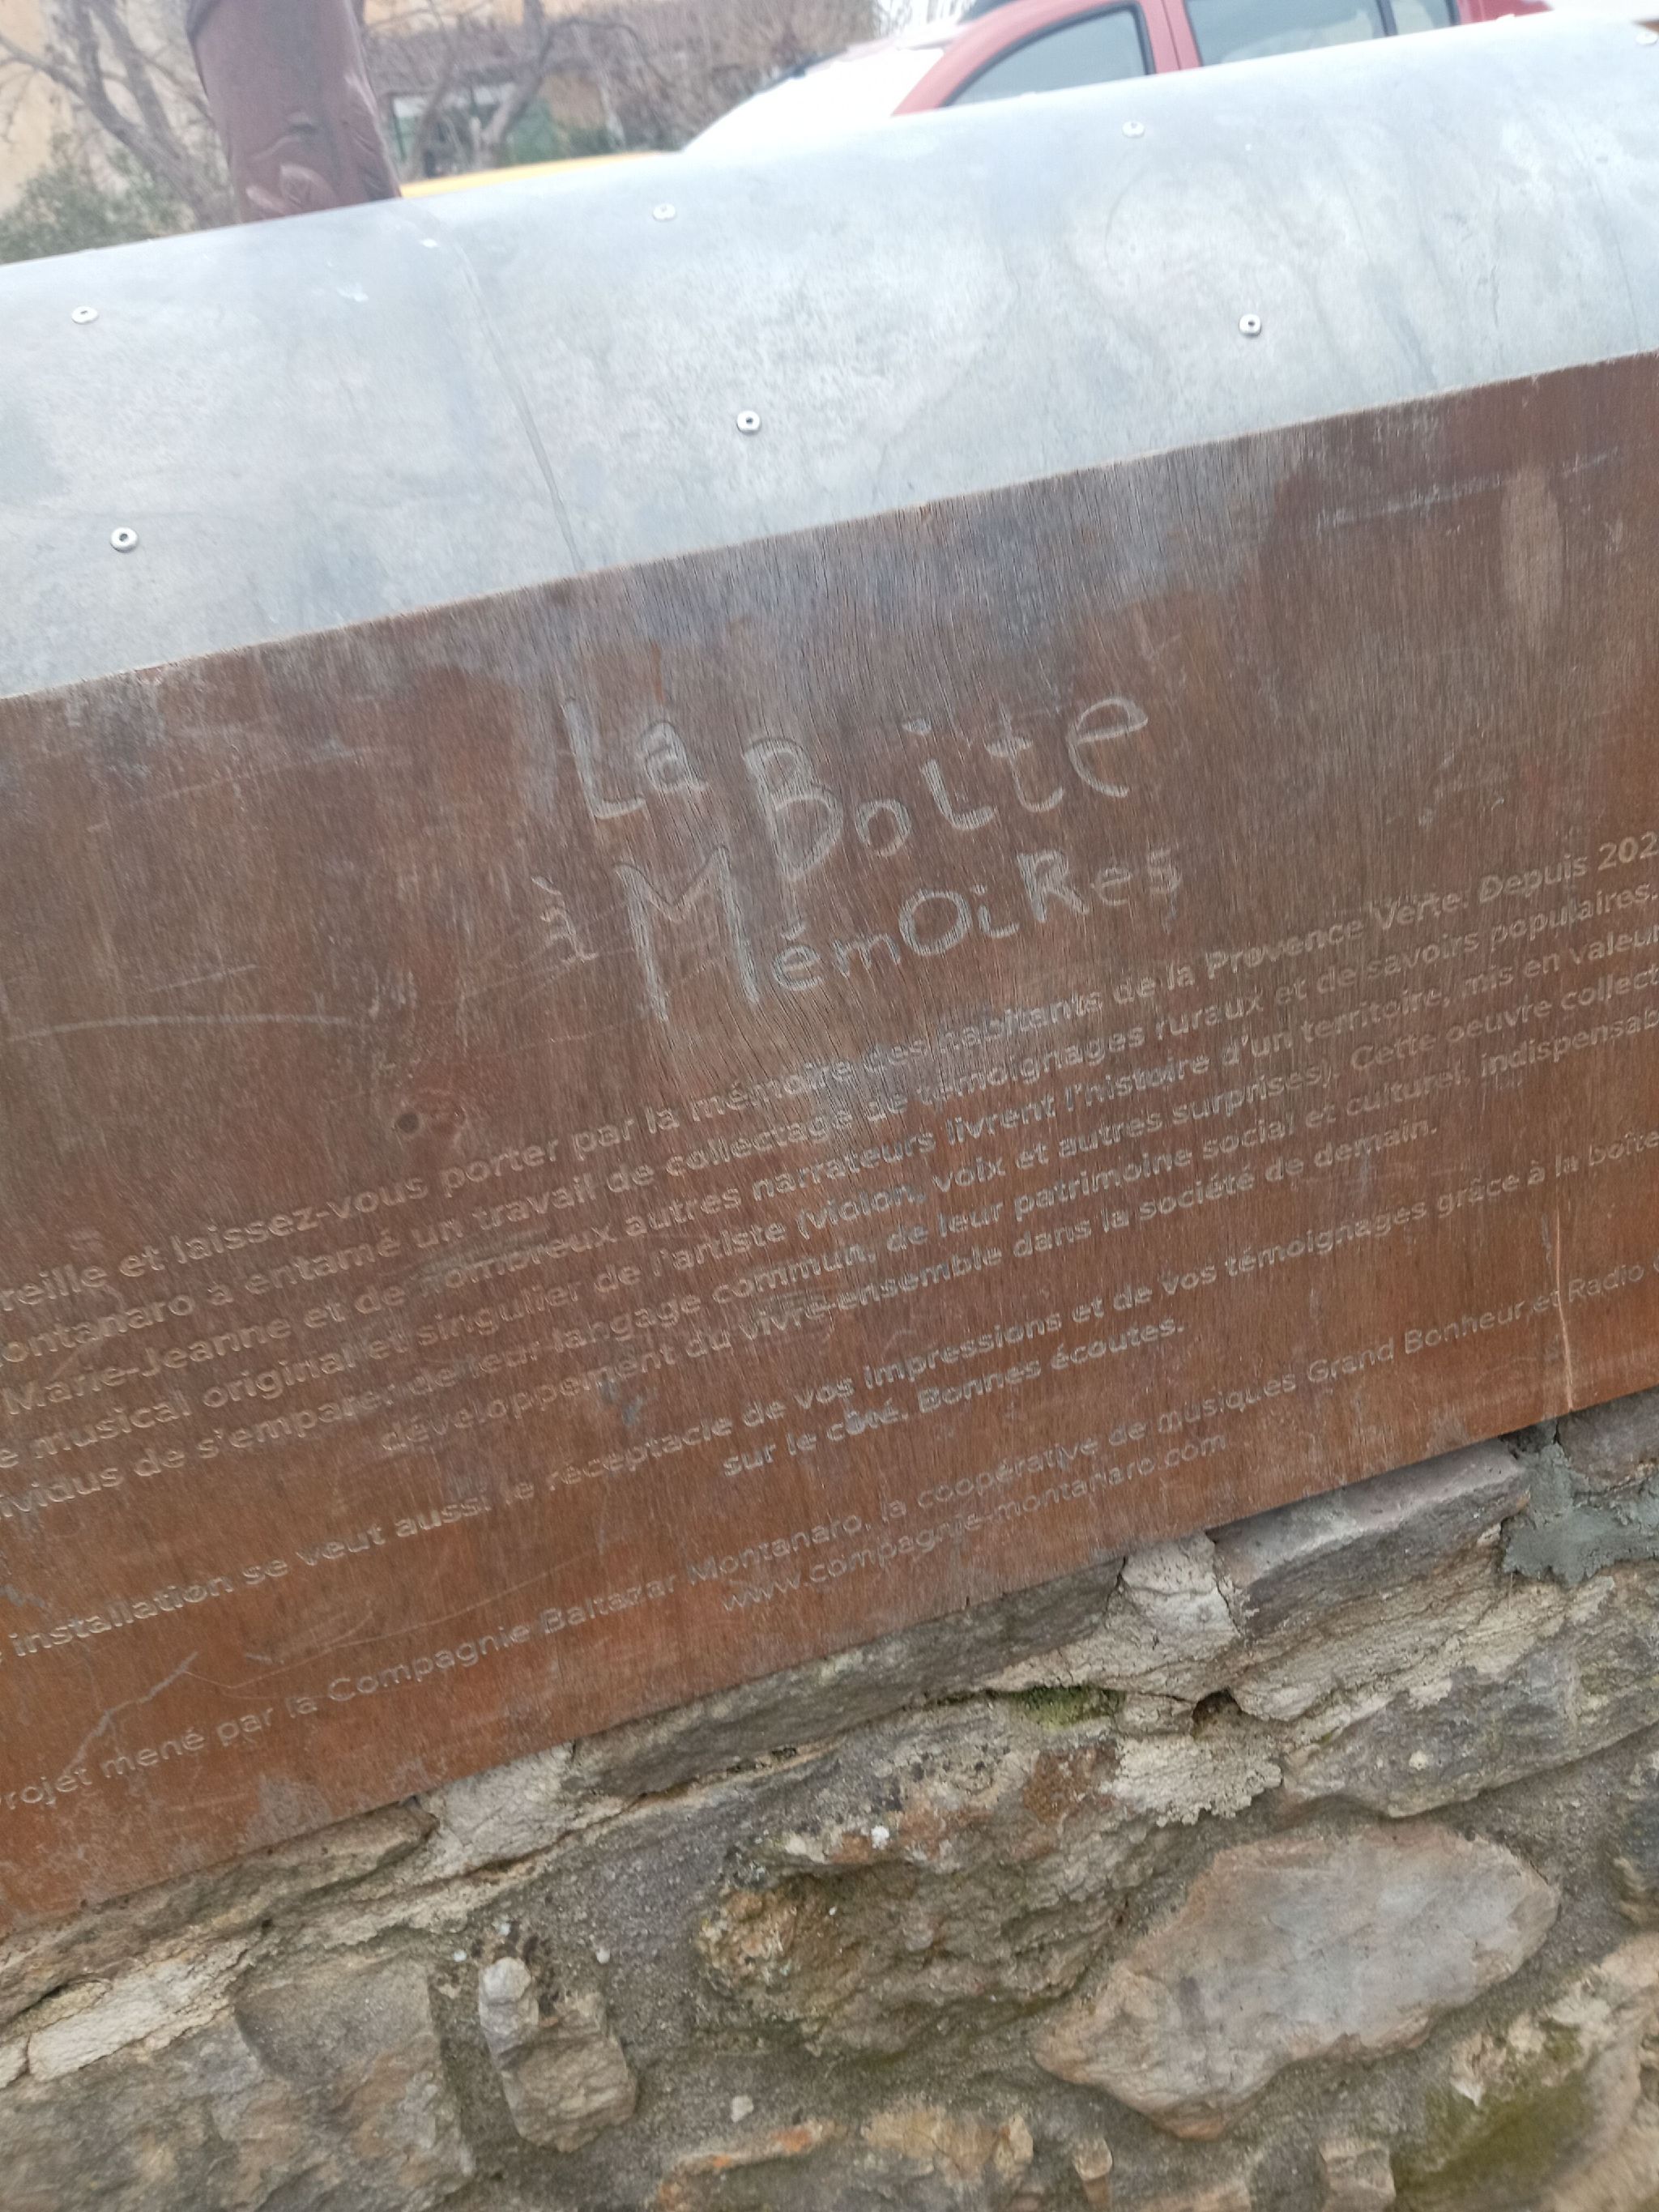 La Boite
à Mémoires
reille et laissez-vous porter par la mémoire des habitants de la Provence Verte. Depuis 202
ontanaro a entamé un travail de collectage de témoignages ruraux et de savoirs populaires.
Marie-Jeanne et de nombreux autres narrateurs livrent l'histoire d'un territoire, mis en valeur
e musical original et singulier de l'artiste (violon, voix et autres surprises). Cette oeuvre collect
ividus de s'emparer de leur langage commun, de leur patrimoine social et culturel, indispensab
développement du vivre-ensemble dans la société de demain.
e installation se veut aussi le réceptacle de vos impressions et de vos témoignages grâce à la boîte
sur le côté. Bonnes écoutes.
Projet mené par la Compagnie Baltazar Montanaro, la coopérative de musiques Grand Bonheur et Radio
www.compagnie-montanaro.com